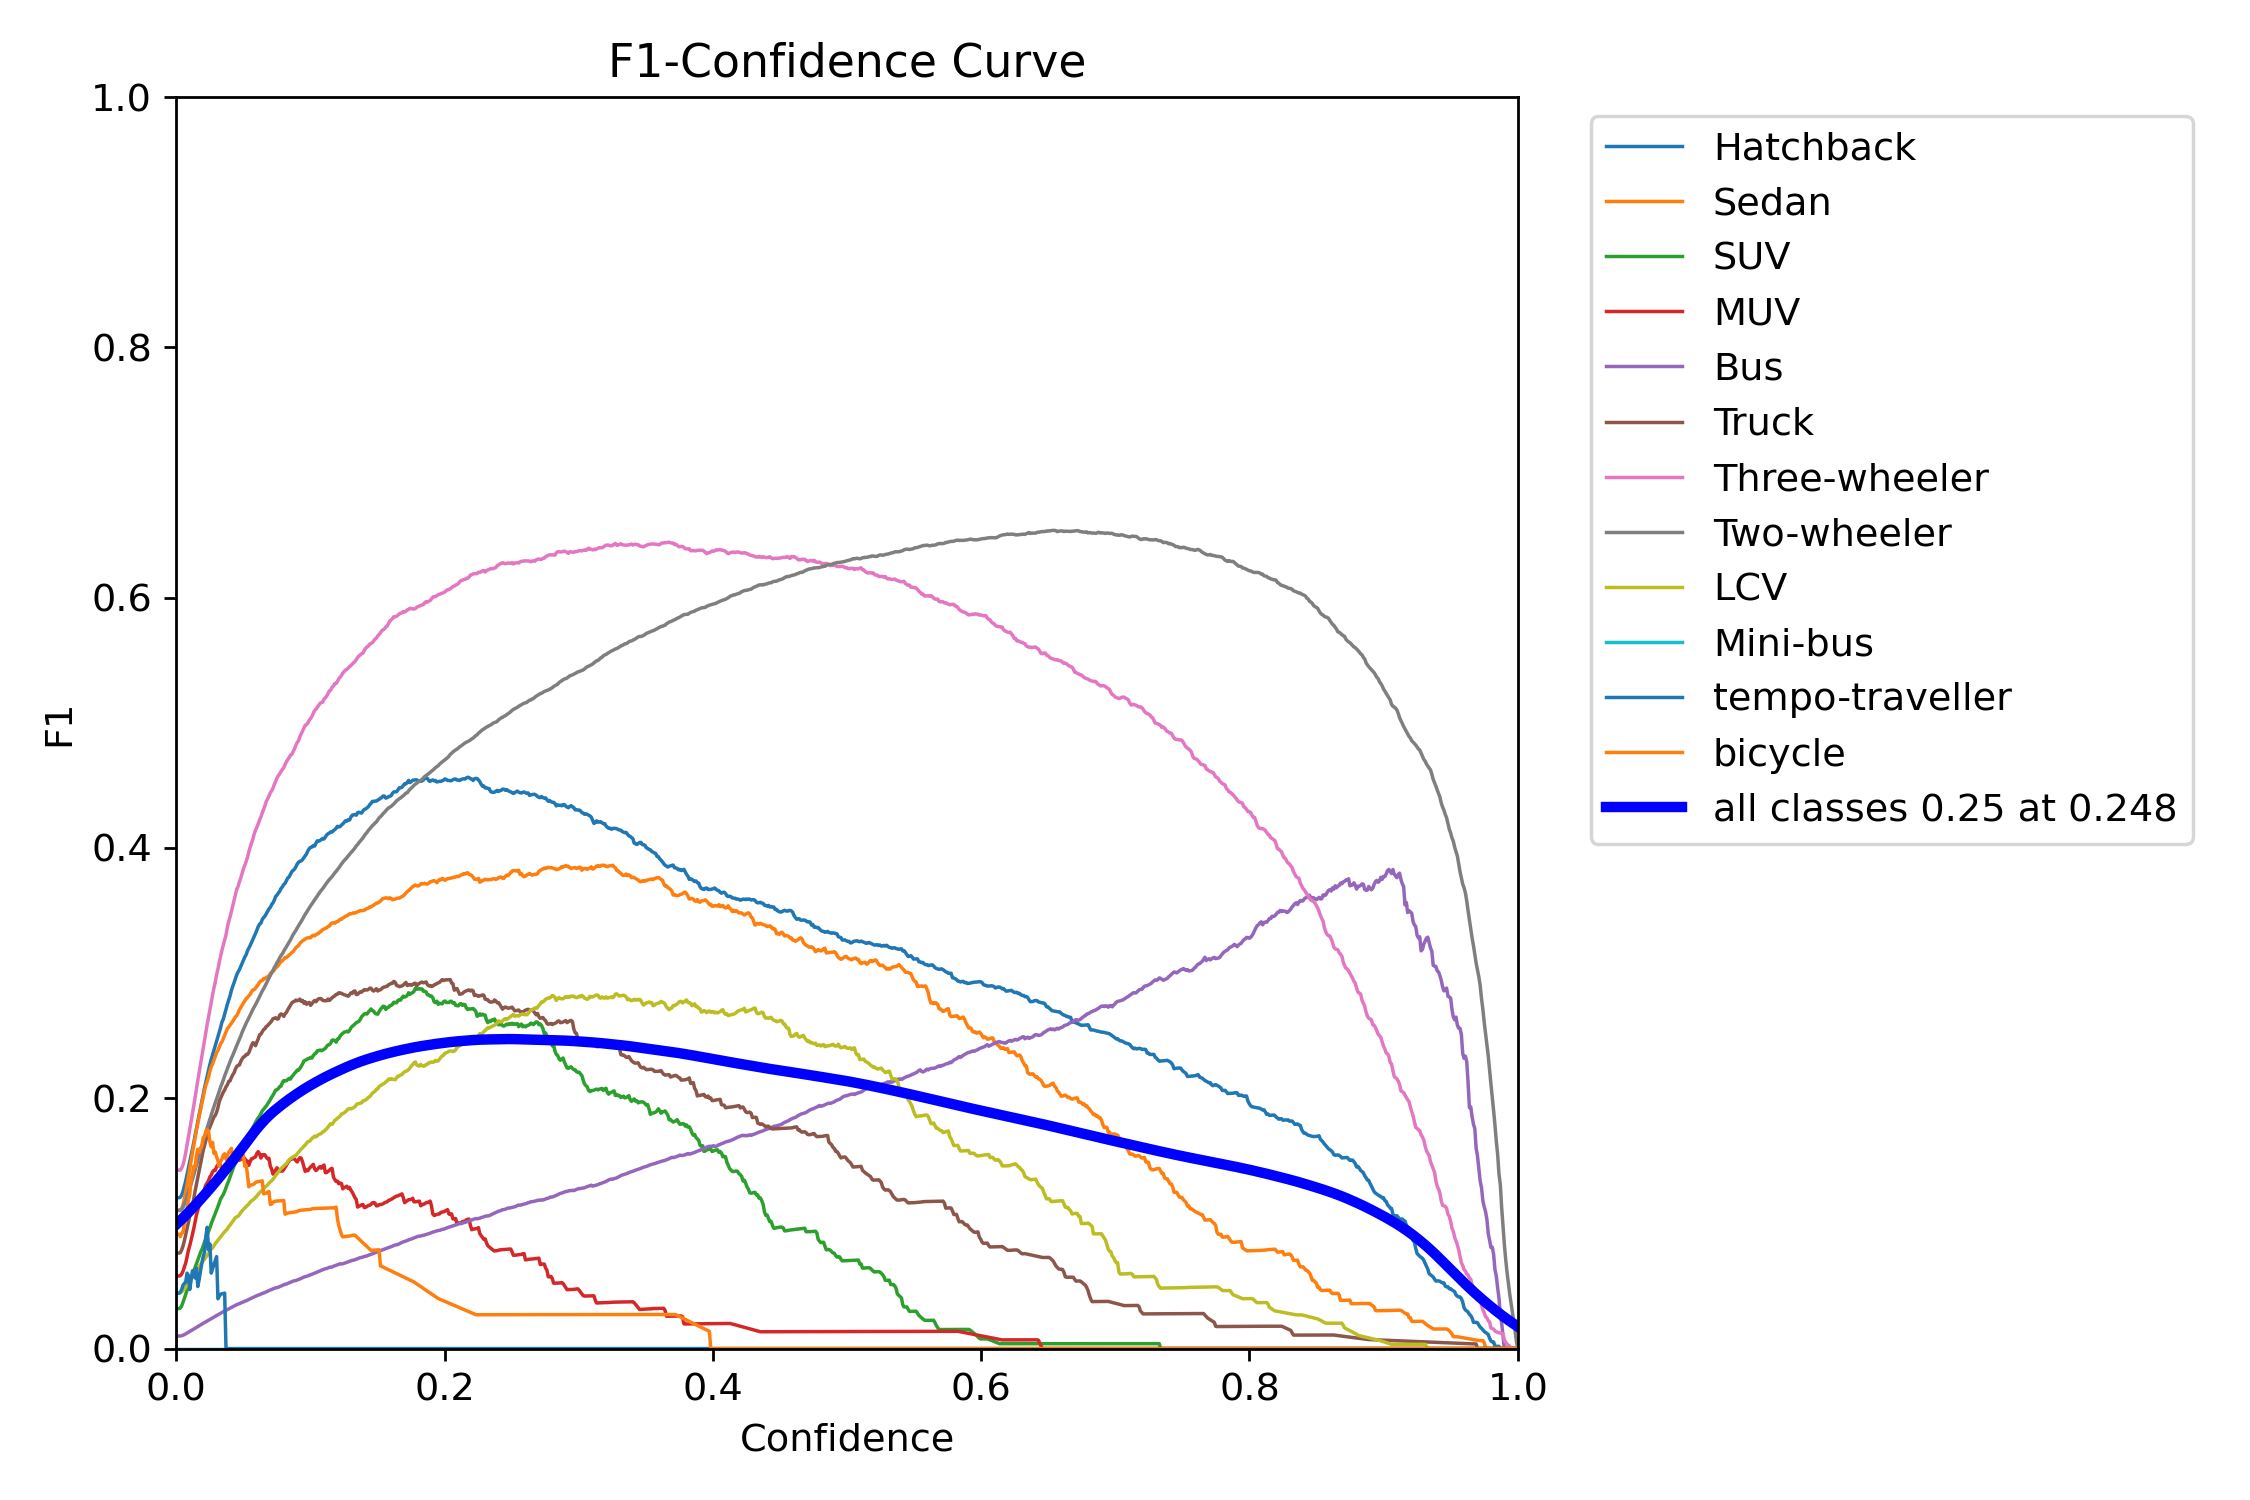 F1-Confidence Curve
1.0
0.8
0.6
0.4
0.2
0.0
F1
0.0 0.2 0.4 0.6 0.8 1.0
Confidence
Hatchback
Sedan
SUV
MUV
Bus
Truck
Three-wheeler
Two-wheeler
LCV
Mini-bus
tempo-traveller
bicycle
all classes 0.25 at 0.248